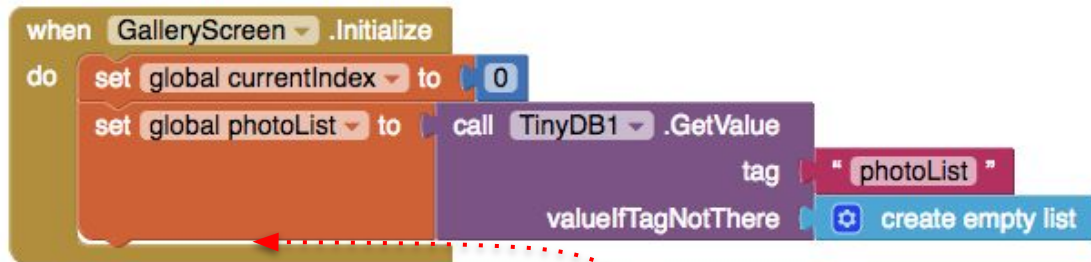 when GalleryScreen .Initialize
do set global currentIndex to 0
set global photoList to call TinyDB1 .GetValue
tag " photoList "
valueIfTagNotThere create empty list